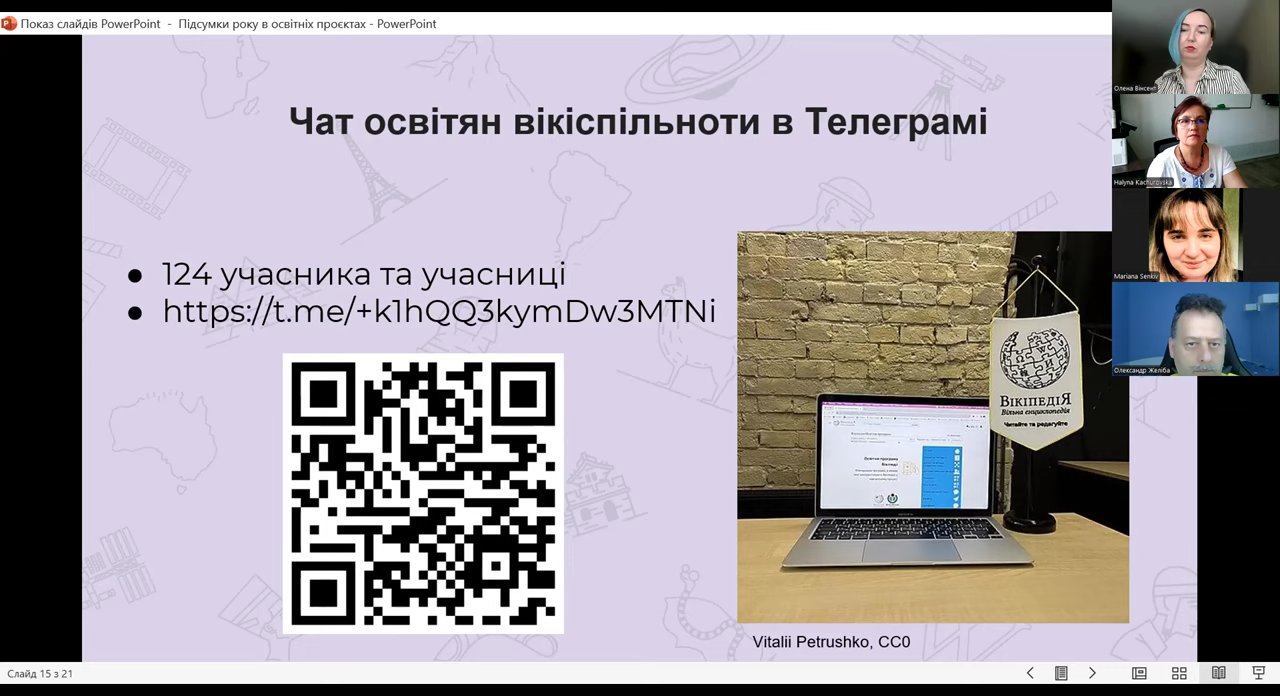 Показ слайдів PowerPoint - Підсумки року в освітніх проєктах - PowerPoint
Чат освітян вікіспільноти в Телеграмі
● 124 учасника та учасниці
● https://t.me/+k1hQQ3kymDw3MTNi
ВІКІПЕДІЯ
Вільна енциклопедія
Читайте та редагуйте
Vitalii Petrushko, CC0
Олена Вінсент
Halyna Kachurovska
Mariana Senkiv
Олександр Желіба
Слайд 15 з 21